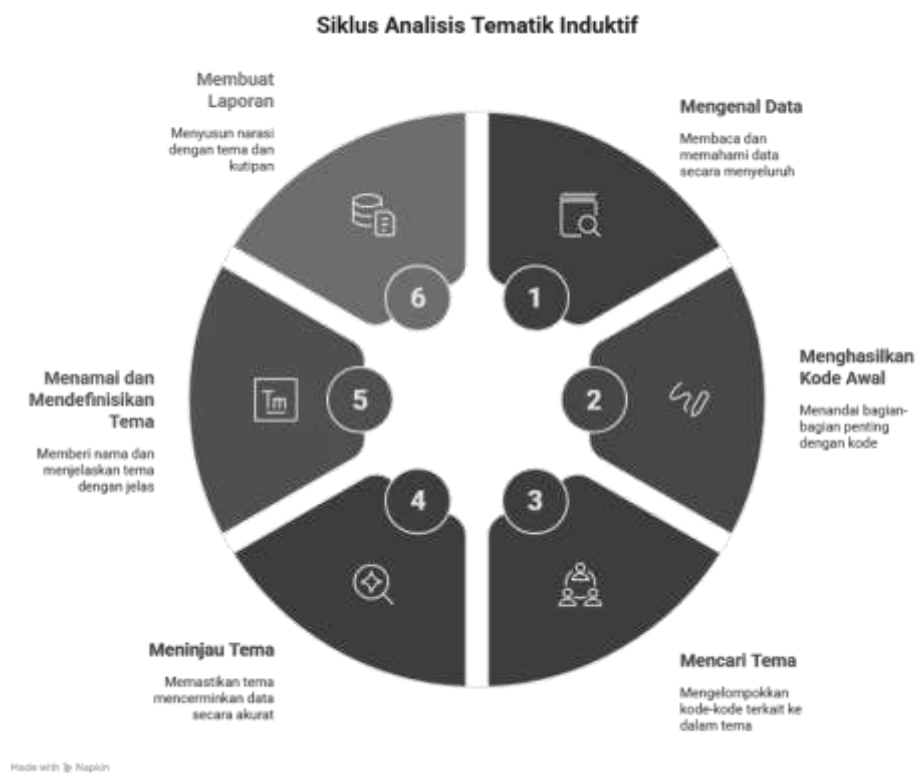 Siklus Analisis Tematik Induktif
1
Mengenal Data
Membaca dan
memahami data
secara menyeluruh
2
Menghasilkan
Kode Awal
Menandai bagian-
bagian penting
dengan kode
3
Mencari Tema
Mengelompokkan
kode-kode terkait ke
dalam tema
4
Meninjau Tema
Memastikan tema
mencerminkan data
secara akurat
5
Tm
Menamai dan
Mendefinisikan
Tema
Memberi nama dan
menjelaskan tema
dengan jelas
6
Membuat
Laporan
Menyusun narasi
dengan tema dan
kutipan
Made with Napkin